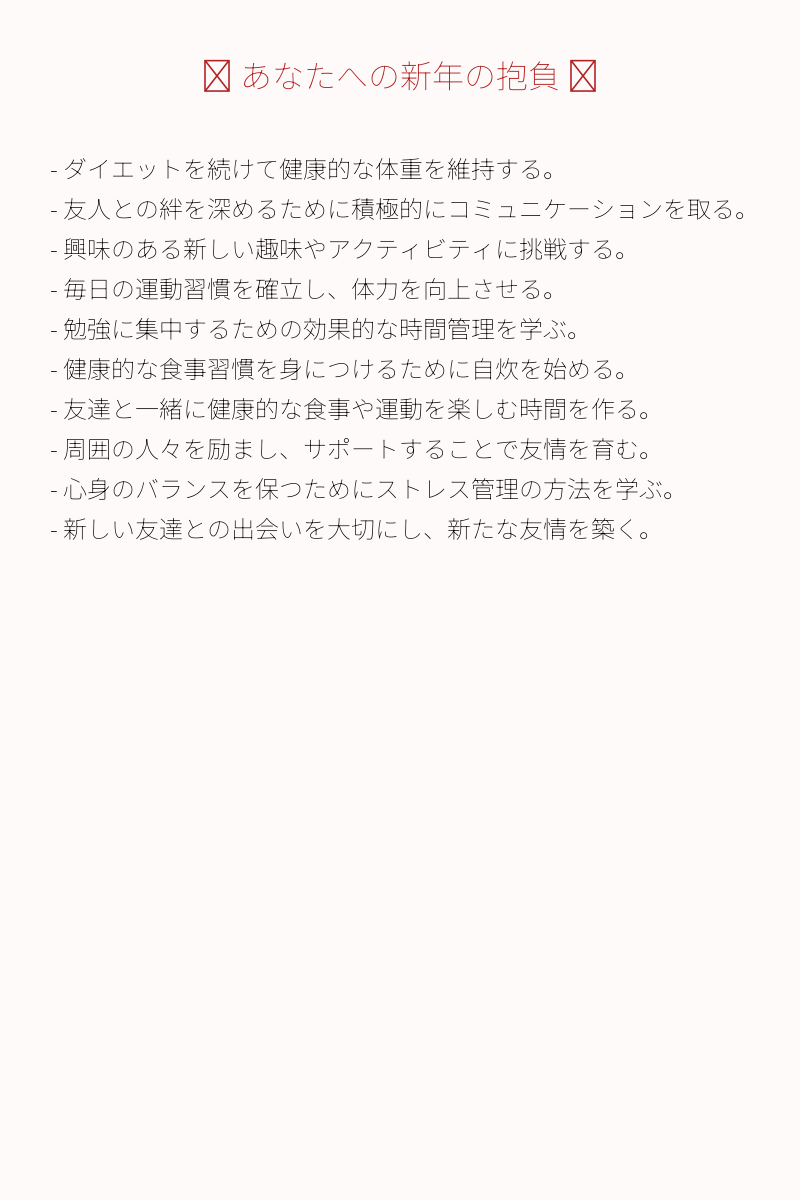 あなたへの新年の抱負
- ダイエットを続けて健康的な体重を維持する。
- 友人との絆を深めるために積極的にコミュニケーションを取る。
- 興味のある新しい趣味やアクティビティに挑戦する。
- 毎日の運動習慣を確立し、体力を向上させる。
- 勉強に集中するための効果的な時間管理を学ぶ。
- 健康的な食事習慣を身につけるために自炊を始める。
- 友達と一緒に健康的な食事や運動を楽しむ時間を作る。
- 周囲の人々を励まし、サポートすることで友情を育む。
- 心身のバランスを保つためにストレス管理の方法を学ぶ。
- 新しい友達との出会いを大切にし、新たな友情を築く。